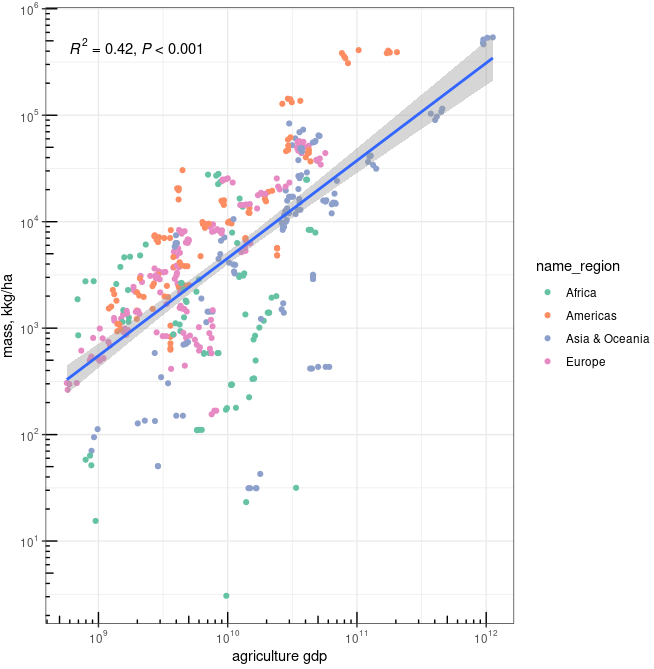 10⁶
R² = 0.42, P < 0.001
10⁵
10⁴
10³
10²
10¹
mass, kkg/ha
10⁹ 10¹⁰ 10¹¹ 10¹²
agriculture gdp
name_region
Africa
Americas
Asia & Oceania
Europe